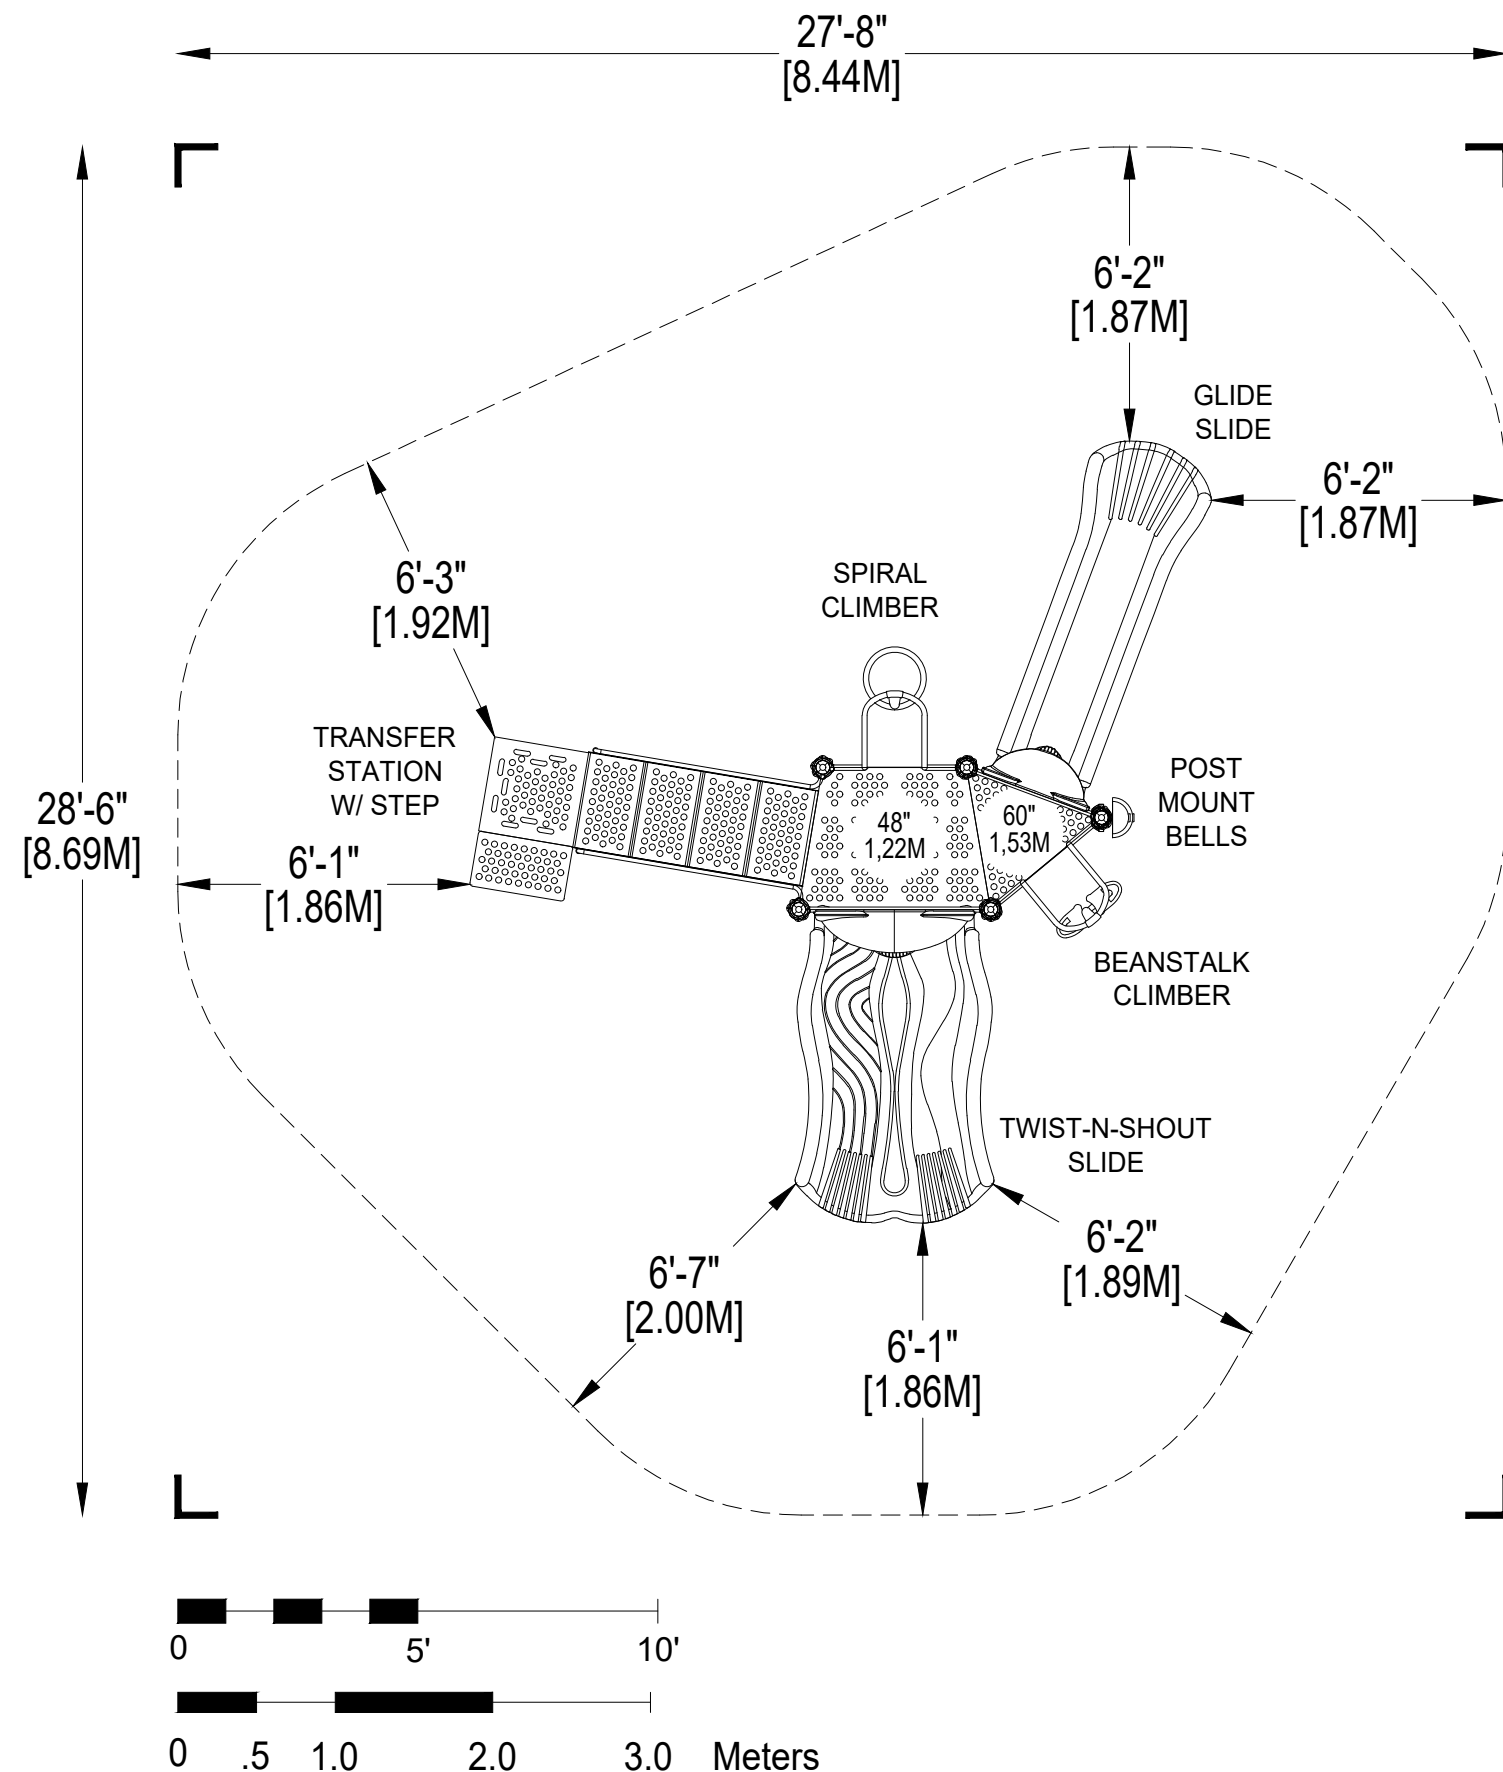 27'-8"
[8.44M]
6'-2"
[1.87M]
GLIDE
SLIDE
6'-2"
[1.87M]
SPIRAL
CLIMBER
6'-3"
[1.92M]
TRANSFER
STATION
W/ STEP
28'-6"
[8.69M]
6'-1"
[1.86M]
48"
1,22M
60"
1,53M
POST
MOUNT
BELLS
BEANSTALK
CLIMBER
TWIST-N-SHOUT
SLIDE
6'-7"
[2.00M]
6'-2"
[1.89M]
6'-1"
[1.86M]
0 5' 10'
0 .5 1.0 2.0 3.0 Meters